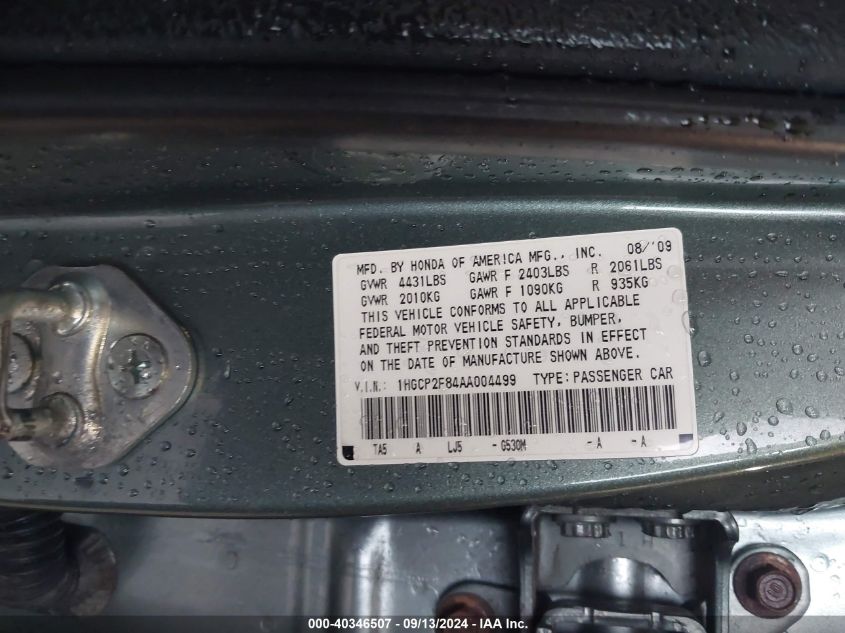 MFD. BY HONDA OF AMERICA MFG., INC. 08/'09
GVWR 4431LBS GAWR F 2403LBS R 2061LBS
GVWR 2010KG GAWR F 1090KG R 935KG
THIS VEHICLE CONFORMS TO ALL APPLICABLE
FEDERAL MOTOR VEHICLE SAFETY, BUMPER,
AND THEFT PREVENTION STANDARDS IN EFFECT
ON THE DATE OF MANUFACTURE SHOWN ABOVE.
V.I.N.: 1HGCP2F84AA004499 TYPE: PASSENGER CAR
TA5 A LJ5 -G530M -A -A
000-40346507 - 09/13/2024 - IAA Inc.